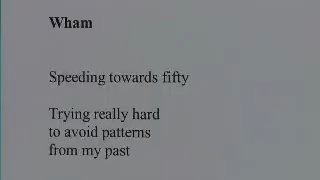 Wham
Speeding towards fifty
Trying really hard
to avoid patterns
from my past